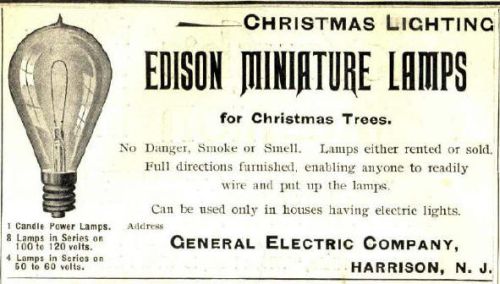 CHRISTMAS LIGHTING
EDISON MINIATURE LAMPS
for Christmas Trees.
No Danger, Smoke or Smell. Lamps either rented or sold.
Full directions furnished, enabling anyone to readily
wire and put up the lamps.
Can be used only in houses having electric lights.
1 Candle Power Lamps.
8 Lamps in Series on
100 to 120 volts.
4 Lamps in Series on
50 to 60 volts.
Address
GENERAL ELECTRIC COMPANY,
HARRISON, N. J.